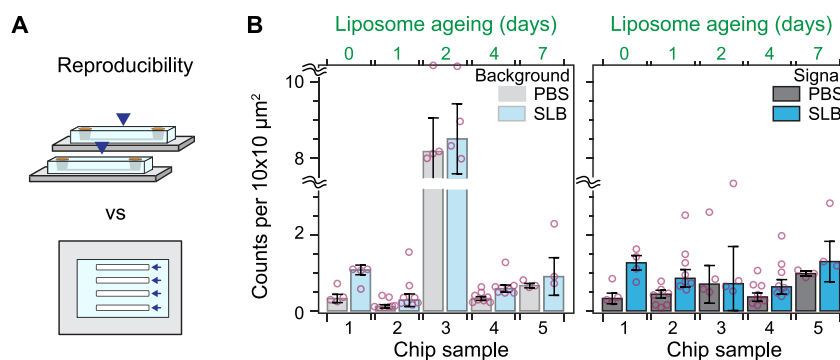 A
Reproducibility
vs
B
Liposome ageing (days)
0 1 2 4 7
Counts per 10x10 µm²
10
8
2
0
Background
PBS
SLB
1 2 3 4 5
Chip sample
Liposome ageing (days)
0 1 2 4 7
Signal
PBS
SLB
1 2 3 4 5
Chip sample